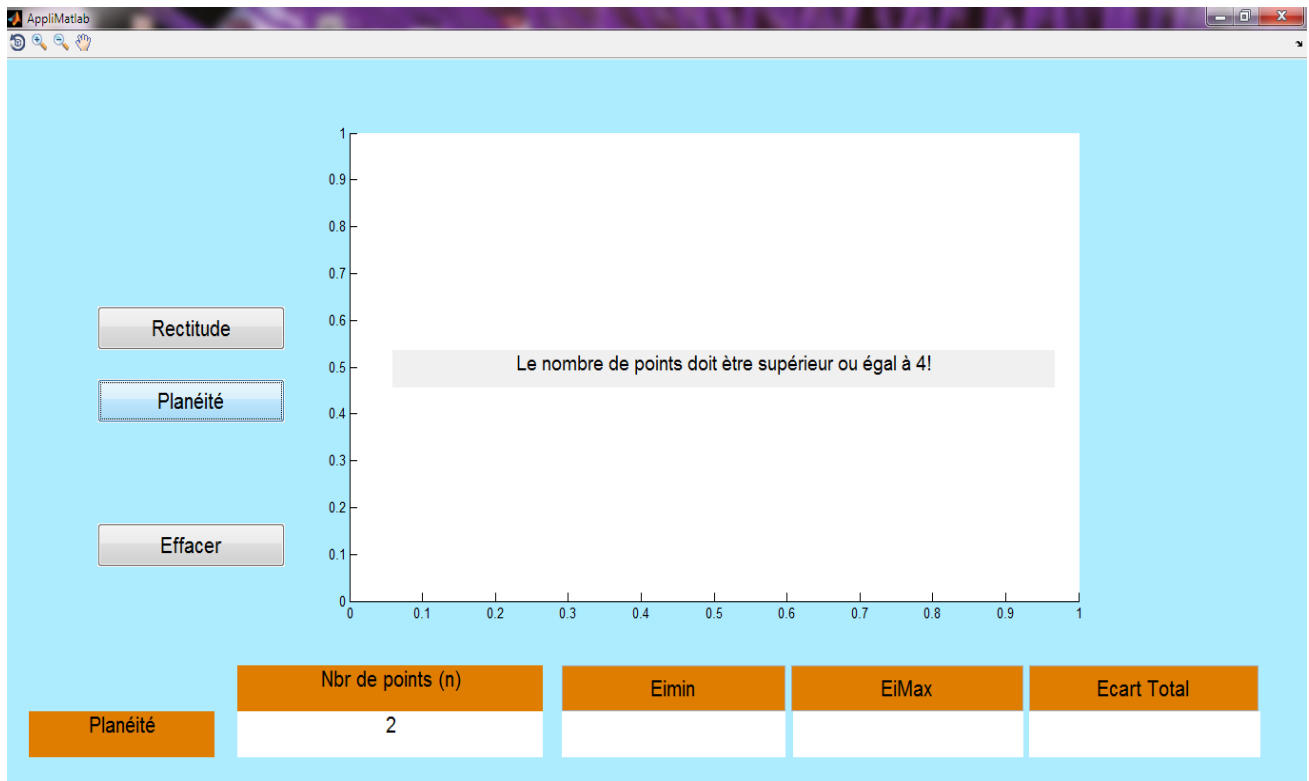 AppliMatlab
1
0.9
0.8
0.7
Rectitude
0.6
0.5
Le nombre de points doit ètre supérieur ou égal à 4!
Planéité
0.4
0.3
0.2
Effacer
0.1
0
0 0.1 0.2 0.3 0.4 0.5 0.6 0.7 0.8 0.9 1
Nbr de points (n) Eimin EiMax Ecart Total
Planéité 2